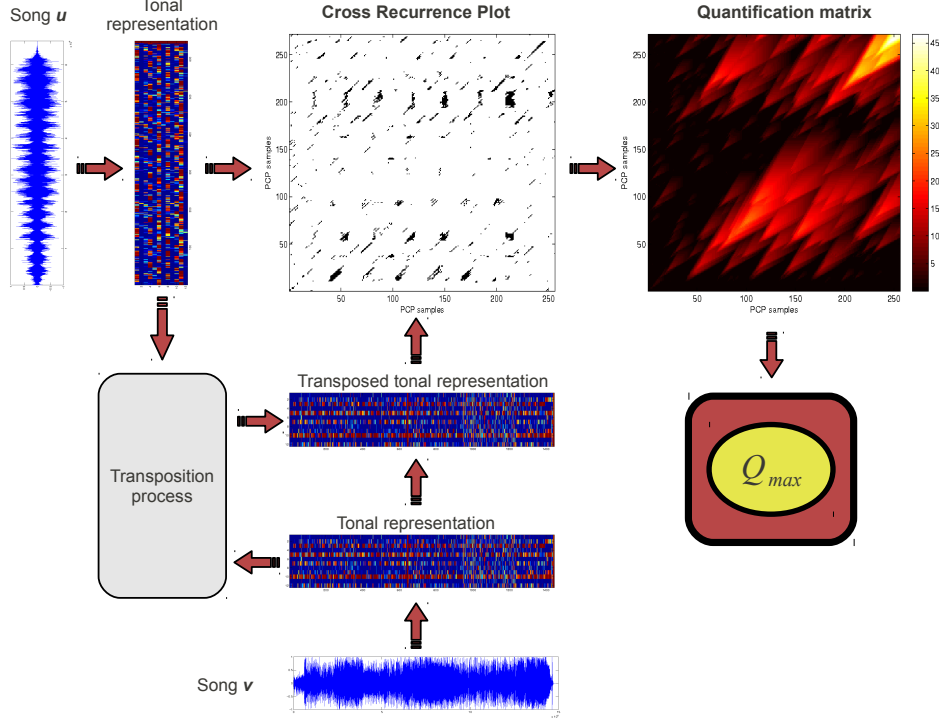 Song u
Tonal
representation
Cross Recurrence Plot
Quantification matrix
PCP samples
250
200
150
100
50
50
100
150
200
250
PCP samples
PCP samples
250
200
150
100
50
50
100
150
200
250
PCP samples
45
40
35
30
25
20
15
10
5
Transposition
process
Transposed tonal representation
Tonal representation
Q max
Song v